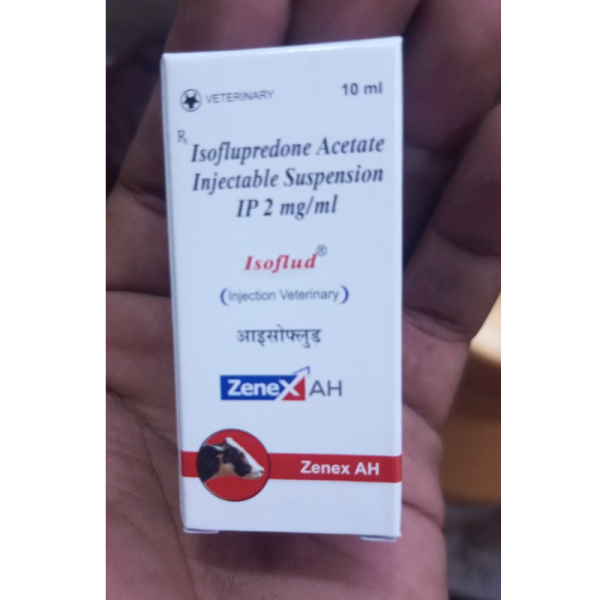 VETERINARY 10 ml
Rx
Isoflupredone Acetate
Injectable Suspension
IP 2 mg/ml
Isoflud®
(Injection Veterinary)
आइसोफ्लुड
Zenex AH
Zenex AH